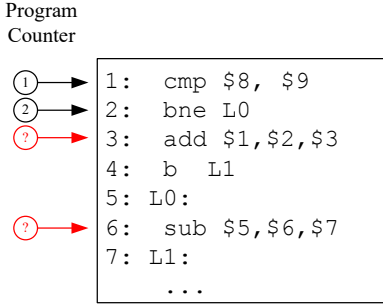 Program
Counter
1 1: cmp $8, $9
2 2: bne L0
? 3: add $1,$2,$3
4: b L1
5: L0:
? 6: sub $5,$6,$7
7: L1:
...